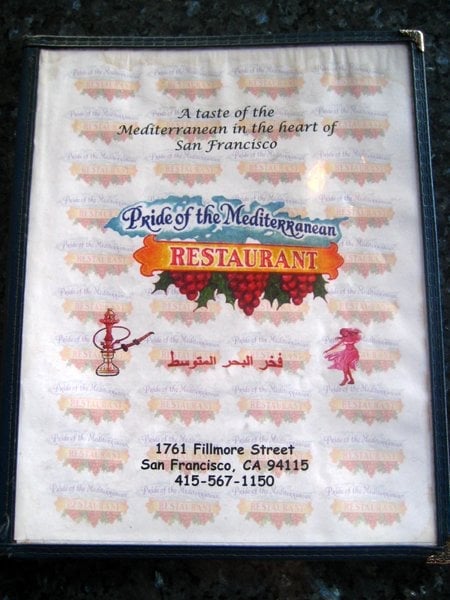 A taste of the
Mediterranean in the heart of
San Francisco
Pride of the Mediterranean
RESTAURANT
فخر البحر المتوسط
1761 Fillmore Street
San Francisco, CA 94115
415-567-1150